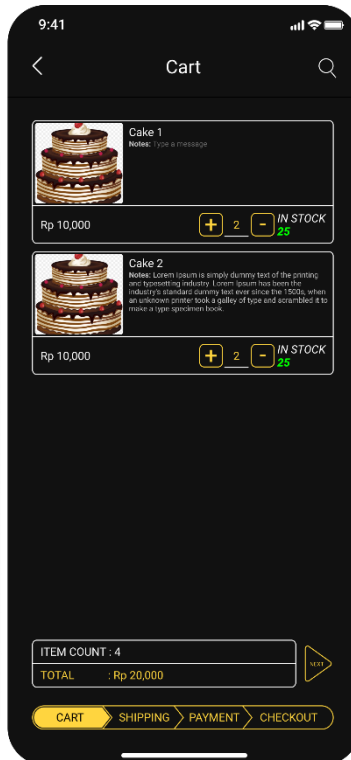 9:41
Cart
Cake 1
Notes: Type a message
Rp 10,000
+ 2 -
IN STOCK
25
Cake 2
Notes: Lorem Ipsum is simply dummy text of the printing
and typesetting industry. Lorem Ipsum has been the
industry's standard dummy text ever since the 1500s, when
an unknown printer took a galley of type and scrambled it to
make a type specimen book.
Rp 10,000
+ 2 -
IN STOCK
25
ITEM COUNT : 4
TOTAL : Rp 20,000
NEXT
CART SHIPPING PAYMENT CHECKOUT